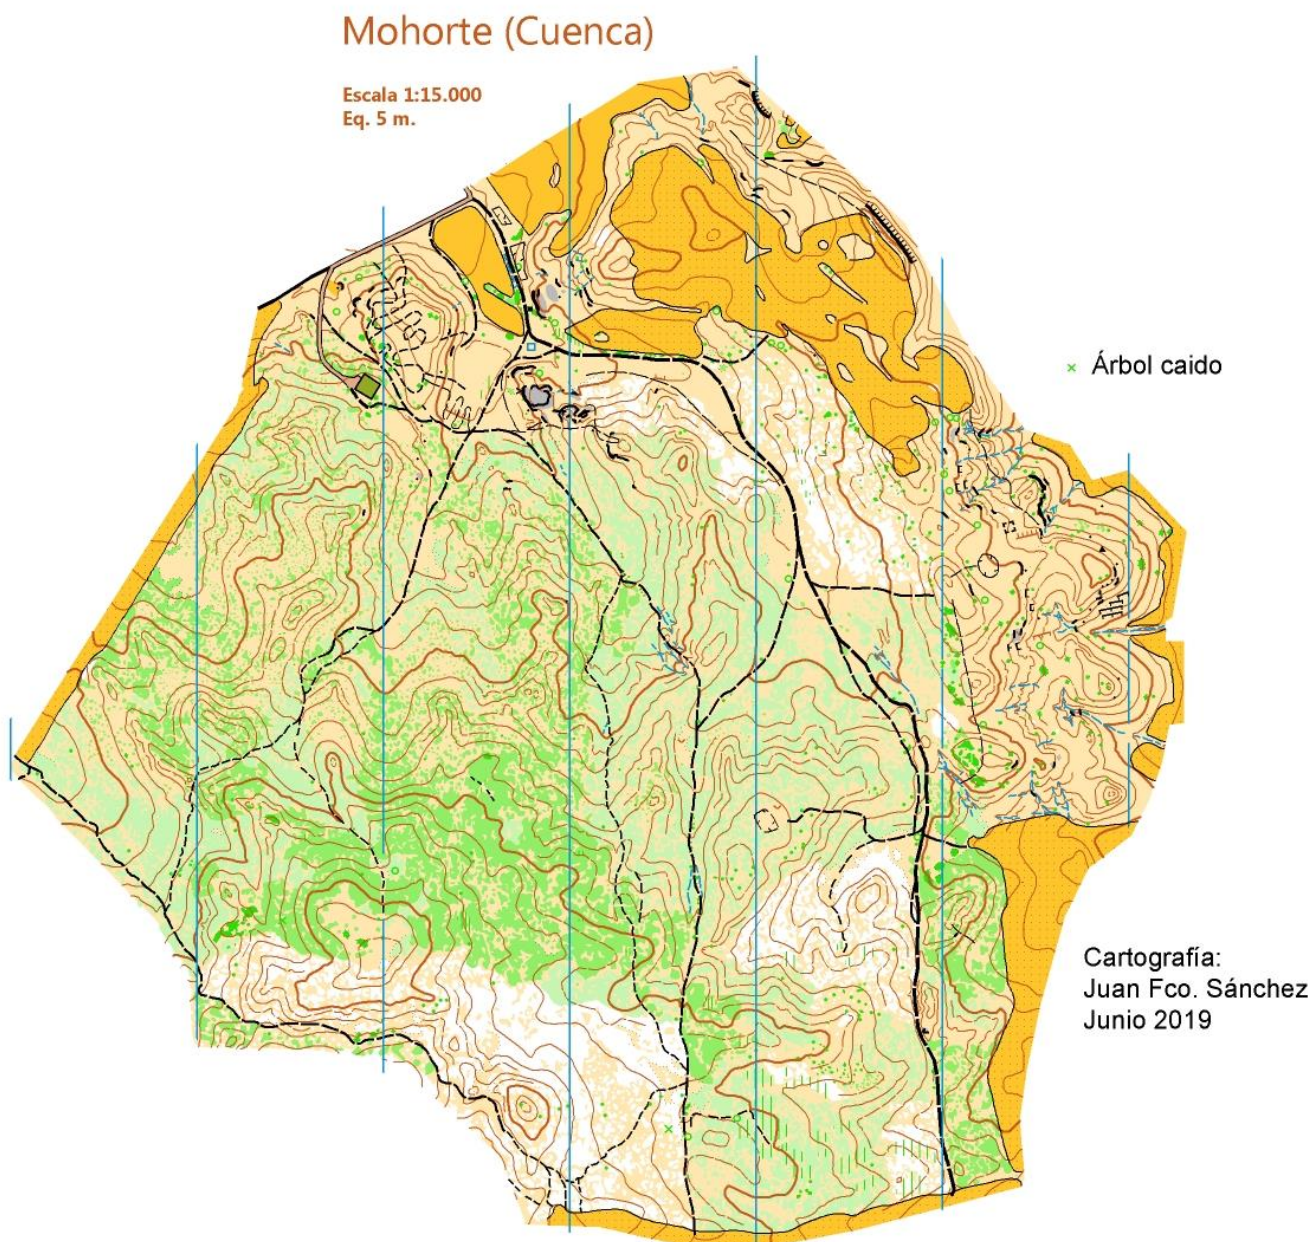 Mohorte (Cuenca)
Escala 1:15.000
Eq. 5 m.
Árbol caido
Cartografía:
Juan Fco. Sánchez
Junio 2019